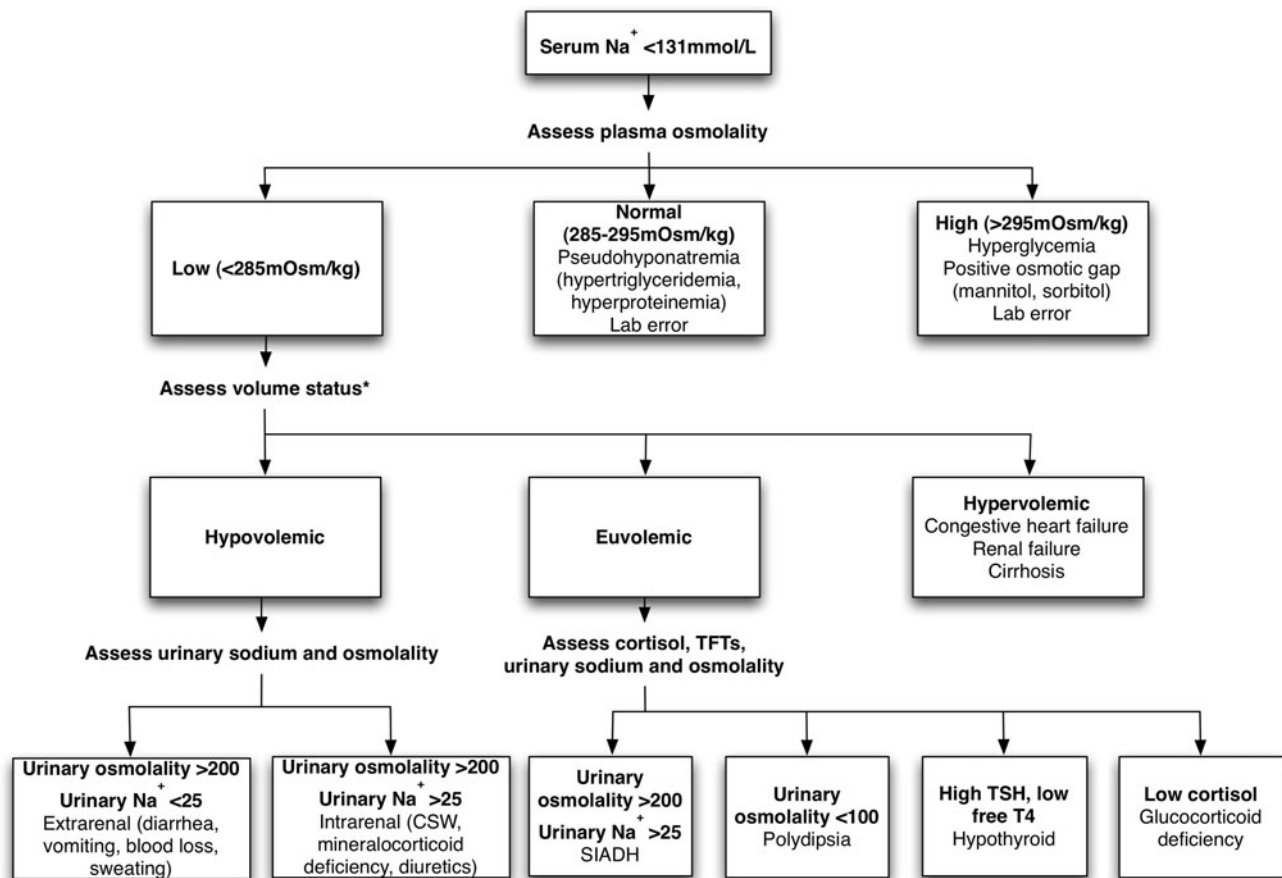 Serum Na+ <131mmol/L
Assess plasma osmolality
Low (<285mOsm/kg)
Normal
(285-295mOsm/kg)
Pseudohyponatremia
(hypertriglyceridemia,
hyperproteinemia)
Lab error
High (>295mOsm/kg)
Hyperglycemia
Positive osmotic gap
(mannitol, sorbitol)
Lab error
Assess volume status*
Hypovolemic
Euvolemic
Hypervolemic
Congestive heart failure
Renal failure
Cirrhosis
Assess urinary sodium and osmolality
Assess cortisol, TFTs,
urinary sodium and osmolality
Urinary osmolality >200
Urinary Na+ <25
Extrarenal (diarrhea,
vomiting, blood loss,
sweating)
Urinary osmolality >200
Urinary Na+ >25
Intrarenal (CSW,
mineralocorticoid
deficiency, diuretics)
Urinary
osmolality >200
Urinary Na+ >25
SIADH
Urinary
osmolality <100
Polydipsia
High TSH, low
free T4
Hypothyroid
Low cortisol
Glucocorticoid
deficiency